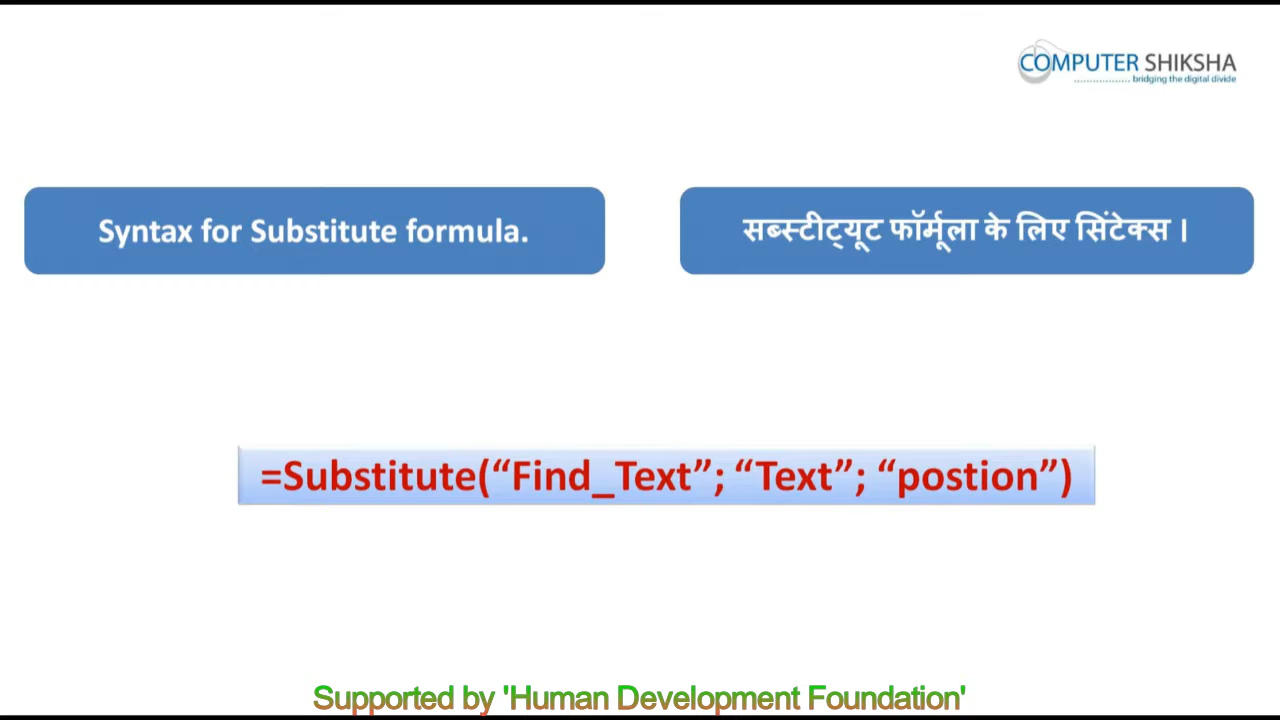 COMPUTER SHIKSHA
bridging the digital divide
Syntax for Substitute formula.
सब्स्टीट्यूट फॉर्मूला के लिए सिंटेक्स ।
=Substitute(“Find_Text”; “Text”; “postion”)
Supported by 'Human Development Foundation'